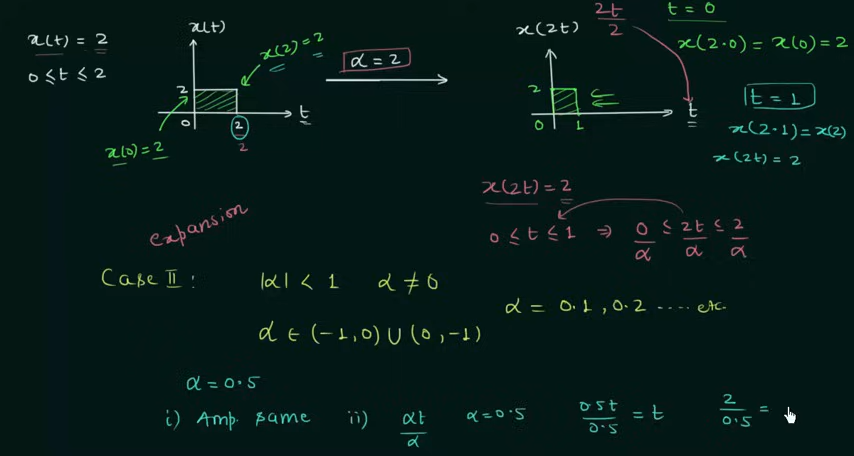 x(t) = 2
0 ≤ t ≤ 2
x(t)
2
0
2
2
t
x(2) = 2
x(0) = 2
α = 2
x(2t)
2
0
1
t
2t/2
t = 0
x(2·0) = x(0) = 2
t = 1
x(2·1) = x(2)
x(2t) = 2
x(2t) = 2
0 ≤ t ≤ 1 ⇒ 0/α ≤ 2t/α ≤ 2/α
expansion
Case II : |α| < 1 α ≠ 0
α = 0.1 , 0.2 ..... etc.
α ∈ (-1, 0) ∪ (0, -1)
α = 0.5
i) Amp. same ii) αt/α α = 0.5 0.5t/0.5 = t 2/0.5 =